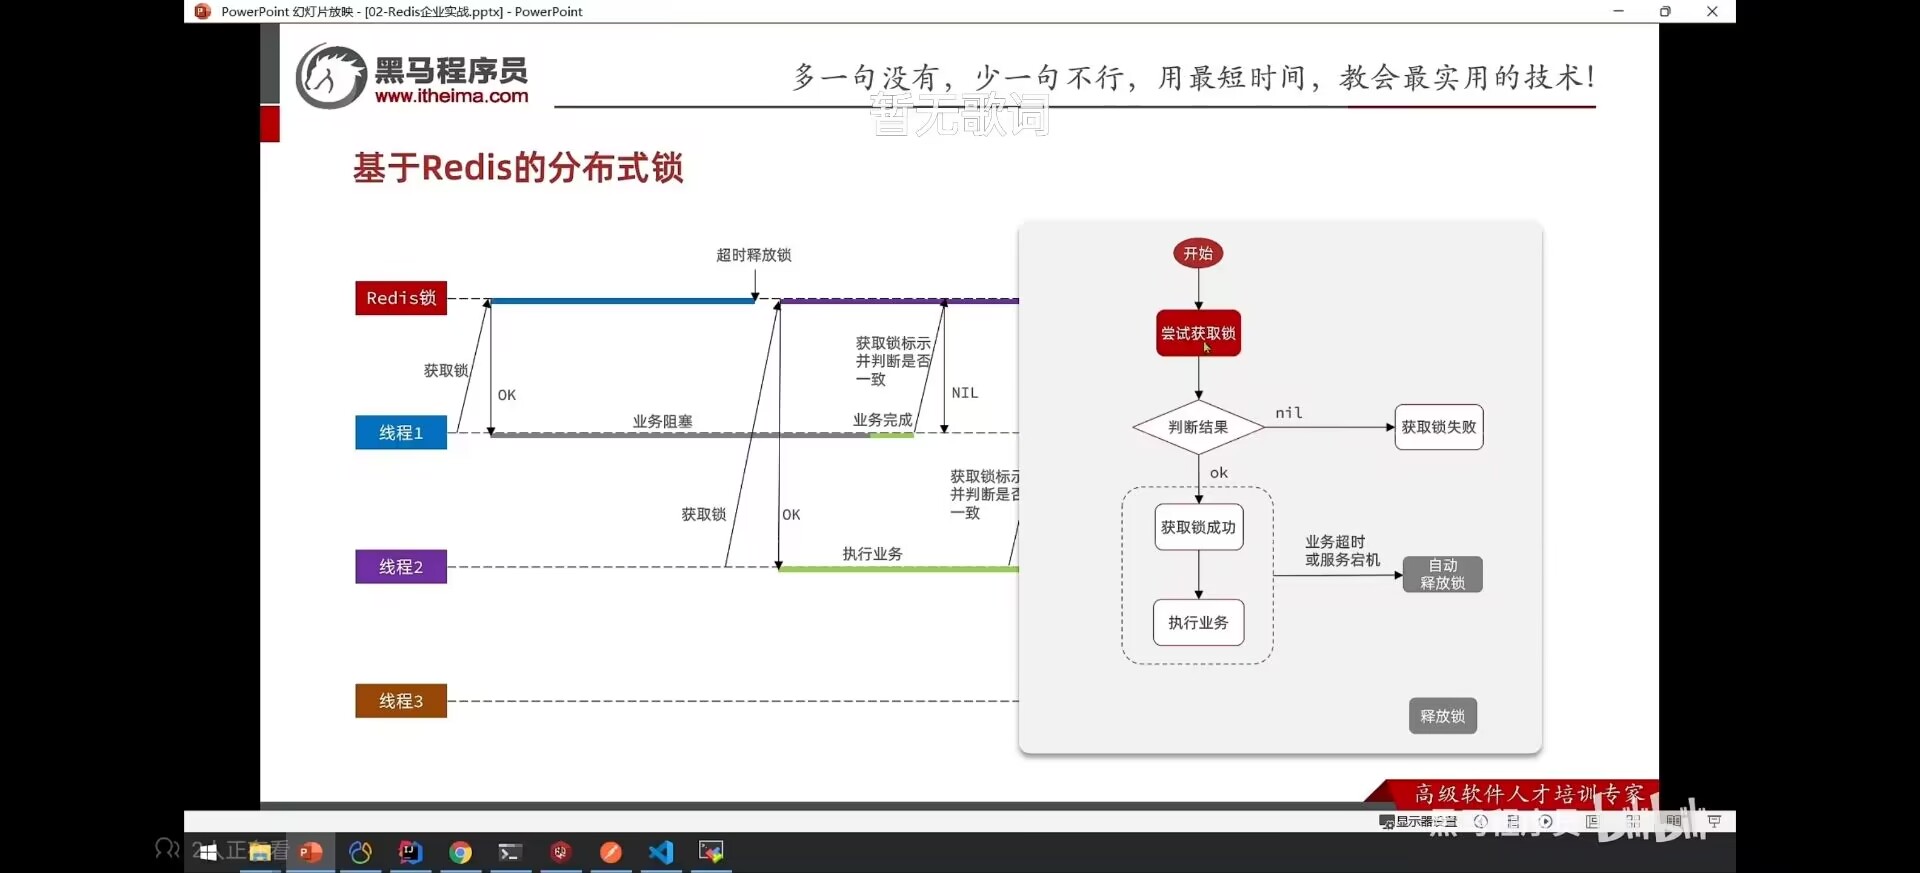 PowerPoint 幻灯片放映 - [02-Redis企业实战.pptx] - PowerPoint
黑马程序员
www.itheima.com
多一句没有，少一句不行，用最短时间，教会最实用的技术！
暂无歌词
基于Redis的分布式锁
超时释放锁
Redis锁
获取锁
OK
获取锁标示
并判断是否
一致
NIL
业务阻塞
业务完成
线程1
获取锁
OK
获取锁标示
并判断是否
一致
执行业务
线程2
线程3
开始
尝试获取锁
判断结果
nil
获取锁失败
ok
获取锁成功
业务超时
或服务宕机
自动
释放锁
执行业务
释放锁
高级软件人才培训专家
显示器设置
黑马程序员
bilibili
2人正在看